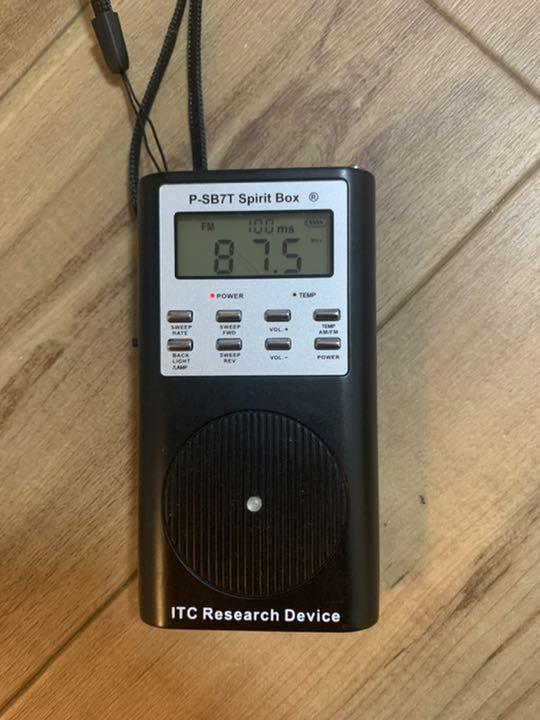 P-SB7T Spirit Box ®
FM 100 ms
87.5 MHz
POWER TEMP
SWEEP RATE
SWEEP FWD
VOL. +
TEMP AM/FM
BACK LIGHT /LAMP
SWEEP REV
VOL. –
POWER
ITC Research Device